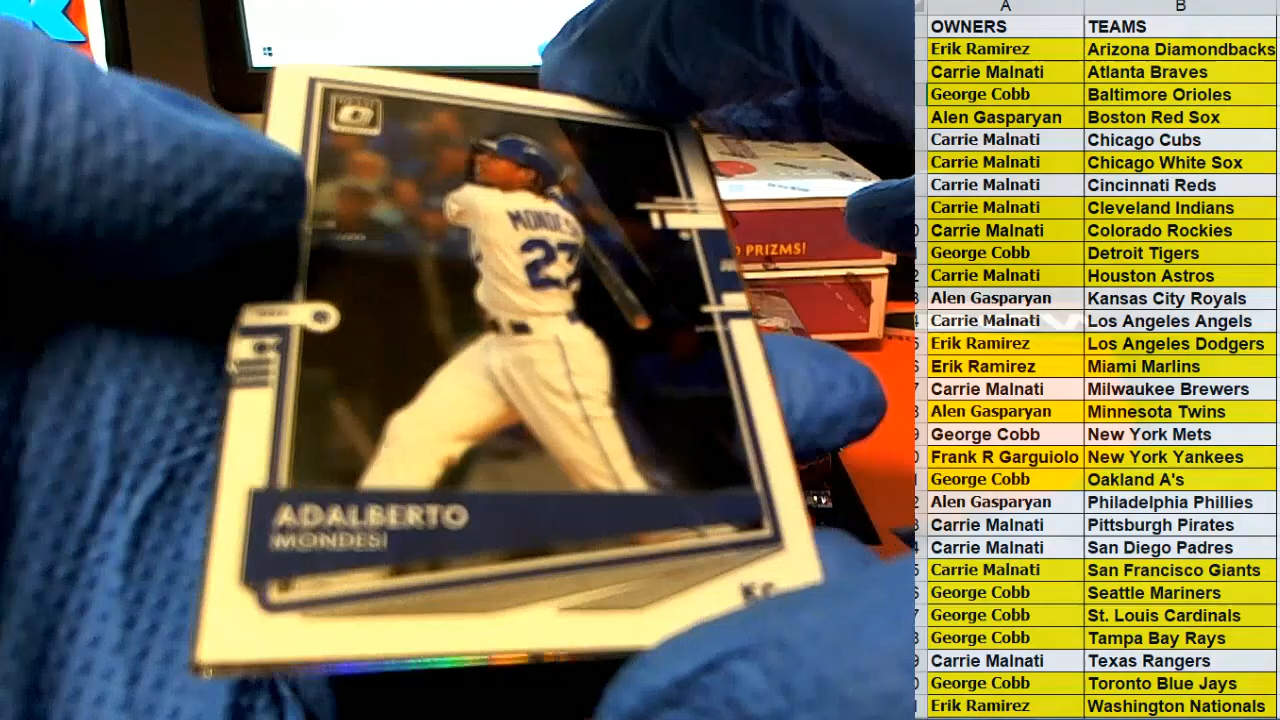 MONDESI
27
ADALBERTO
MONDESI
KC
O PRIZMS!
A B
OWNERS TEAMS
Erik Ramirez Arizona Diamondbacks
Carrie Malnati Atlanta Braves
George Cobb Baltimore Orioles
Alen Gasparyan Boston Red Sox
Carrie Malnati Chicago Cubs
Carrie Malnati Chicago White Sox
Carrie Malnati Cincinnati Reds
Carrie Malnati Cleveland Indians
Carrie Malnati Colorado Rockies
George Cobb Detroit Tigers
Carrie Malnati Houston Astros
Alen Gasparyan Kansas City Royals
Carrie Malnati Los Angeles Angels
Erik Ramirez Los Angeles Dodgers
Erik Ramirez Miami Marlins
Carrie Malnati Milwaukee Brewers
Alen Gasparyan Minnesota Twins
George Cobb New York Mets
Frank R Garguiolo New York Yankees
George Cobb Oakland A's
Alen Gasparyan Philadelphia Phillies
Carrie Malnati Pittsburgh Pirates
Carrie Malnati San Diego Padres
Carrie Malnati San Francisco Giants
George Cobb Seattle Mariners
George Cobb St. Louis Cardinals
George Cobb Tampa Bay Rays
Carrie Malnati Texas Rangers
George Cobb Toronto Blue Jays
Erik Ramirez Washington Nationals